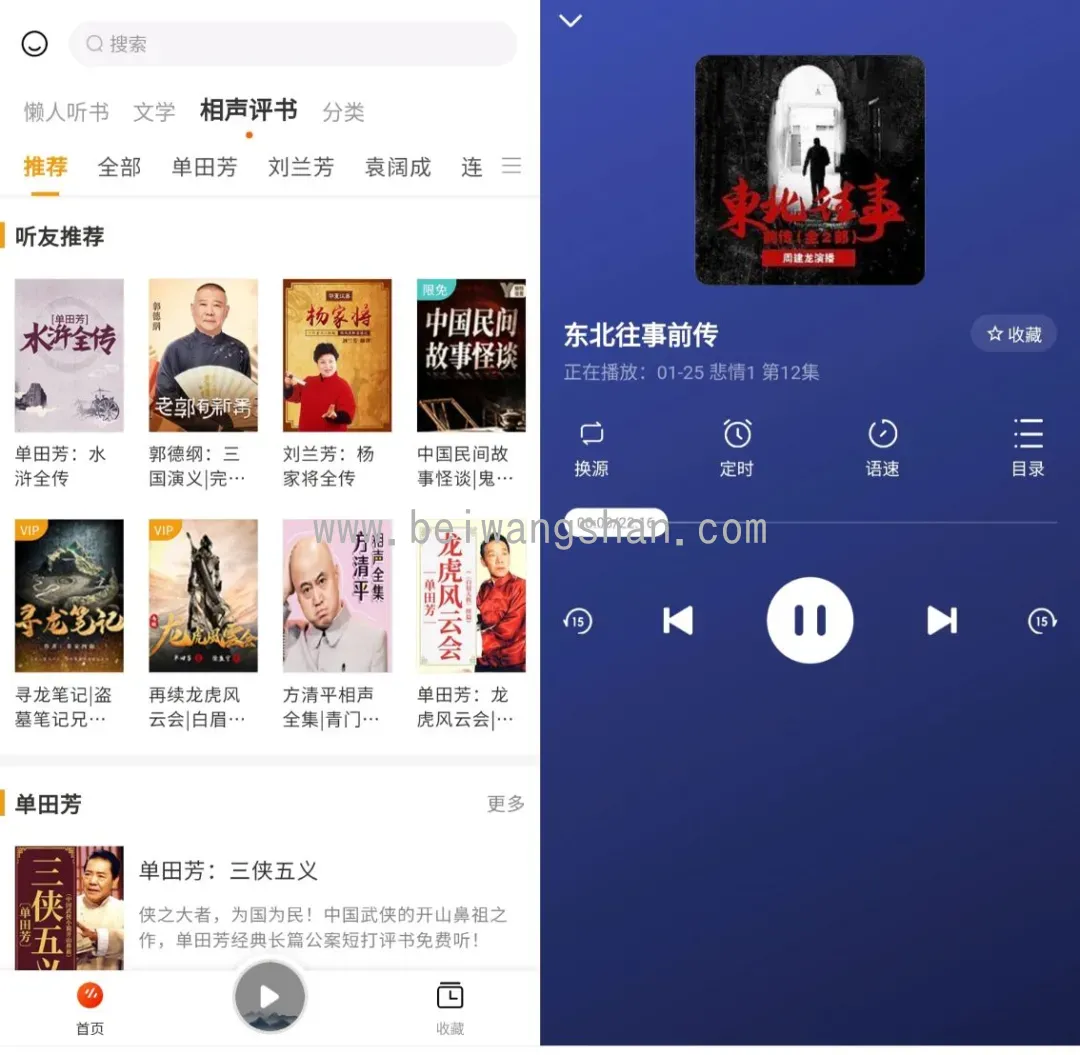 搜索
懒人听书 文学 相声评书 分类
推荐 全部 单田芳 刘兰芳 袁阔成 连
听友推荐
[单田芳]
水浒全传
郭德纲
老郭有新番
杨家将
限免
中国民间
故事怪谈
单田芳：水
浒全传
郭德纲：三
国演义|完…
刘兰芳：杨
家将全传
中国民间故
事怪谈|鬼…
VIP
寻龙笔记
VIP
龙虎风云会
方清平
相声全集
龙虎风云会
单田芳
寻龙笔记|盗
墓笔记兄…
再续龙虎风
云会|白眉…
方清平相声
全集|青门…
单田芳：龙
虎风云会|…
单田芳
更多
三侠五义
[单田芳]
单田芳：三侠五义
侠之大者，为国为民！中国武侠的开山鼻祖之
作，单田芳经典长篇公案短打评书免费听！
首页
收藏
東北往事
前传(全2部)
周建龙演播
东北往事前传
收藏
正在播放：01-25 悲情1 第12集
换源 定时 语速 目录
www.beiwangshan.com
15
15